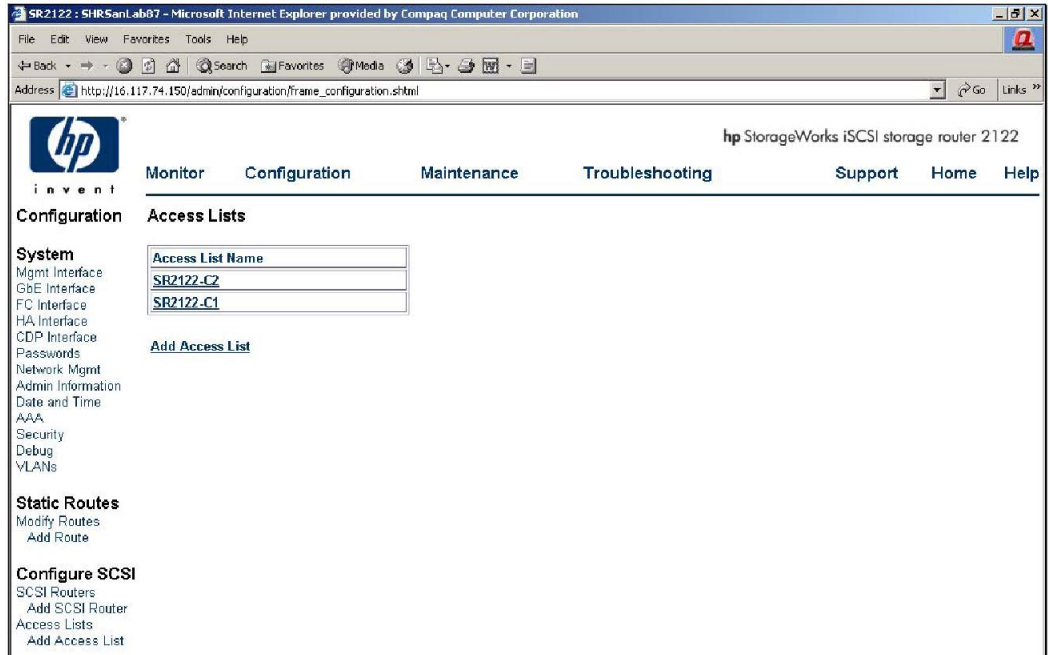 SR2122 : SHRSanLab87 - Microsoft Internet Explorer provided by Compaq Computer Corporation
File Edit View Favorites Tools Help
Back Search Favorites Media
Address http://16.117.74.150/admin/configuration/frame_configuration.shtml Go Links »
hp
invent
hp StorageWorks iSCSI storage router 2122
Monitor Configuration Maintenance Troubleshooting Support Home Help
Configuration
System
Mgmt Interface
GbE Interface
FC Interface
HA Interface
CDP Interface
Passwords
Network Mgmt
Admin Information
Date and Time
AAA
Security
Debug
VLANs
Static Routes
Modify Routes
Add Route
Configure SCSI
SCSI Routers
Add SCSI Router
Access Lists
Add Access List
Access Lists
Access List Name
SR2122-C2
SR2122-C1
Add Access List